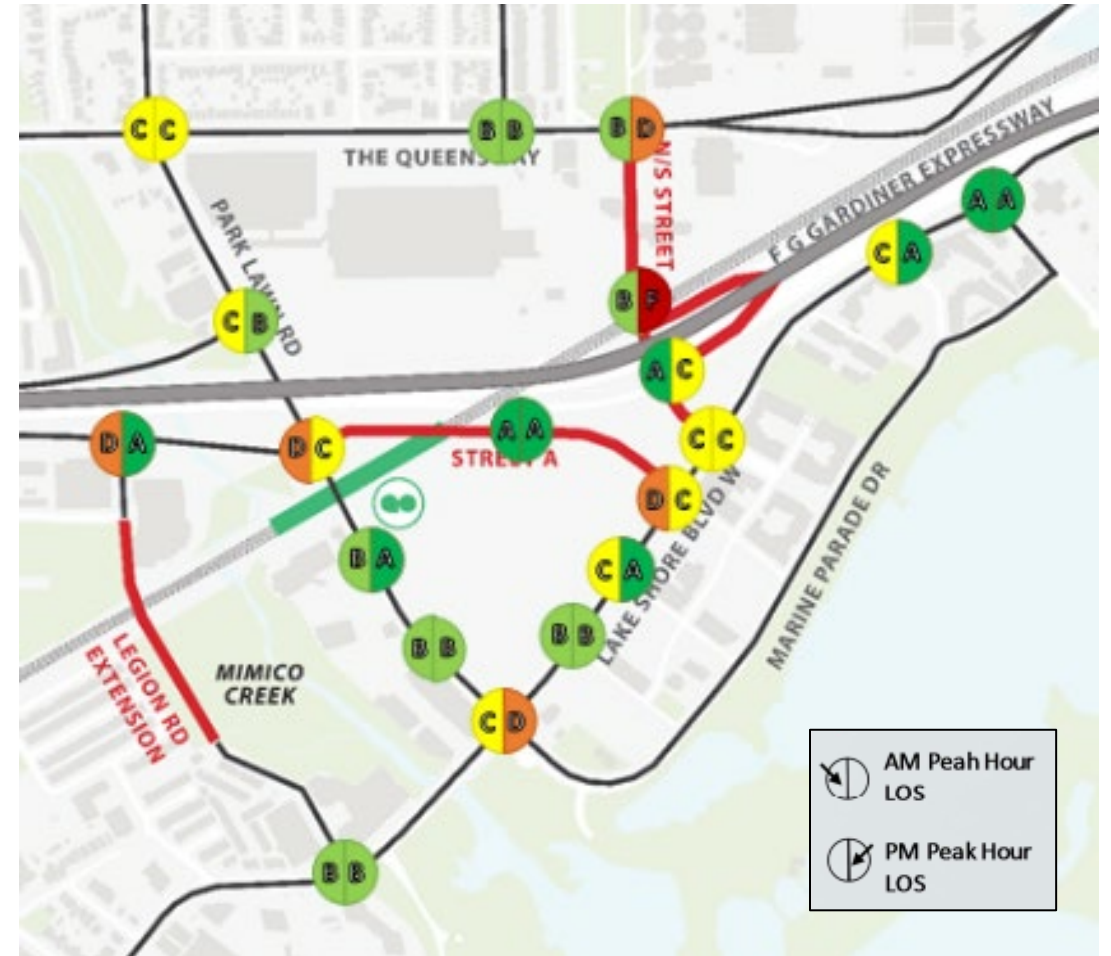 C C
B B
B D
THE QUEENSWAY
N/S STREET
F G GARDINER EXPRESSWAY
A A
PARK LAWN RD
C A
C B
B F
A C
D A
D C
A A
C C
STREET A
D C
LAKE SHORE BLVD W
B A
C A
MARINE PARADE DR
B B
B B
LEGION RD
EXTENSION
MIMICO
CREEK
C D
B B
AM Peah Hour
LOS
PM Peak Hour
LOS